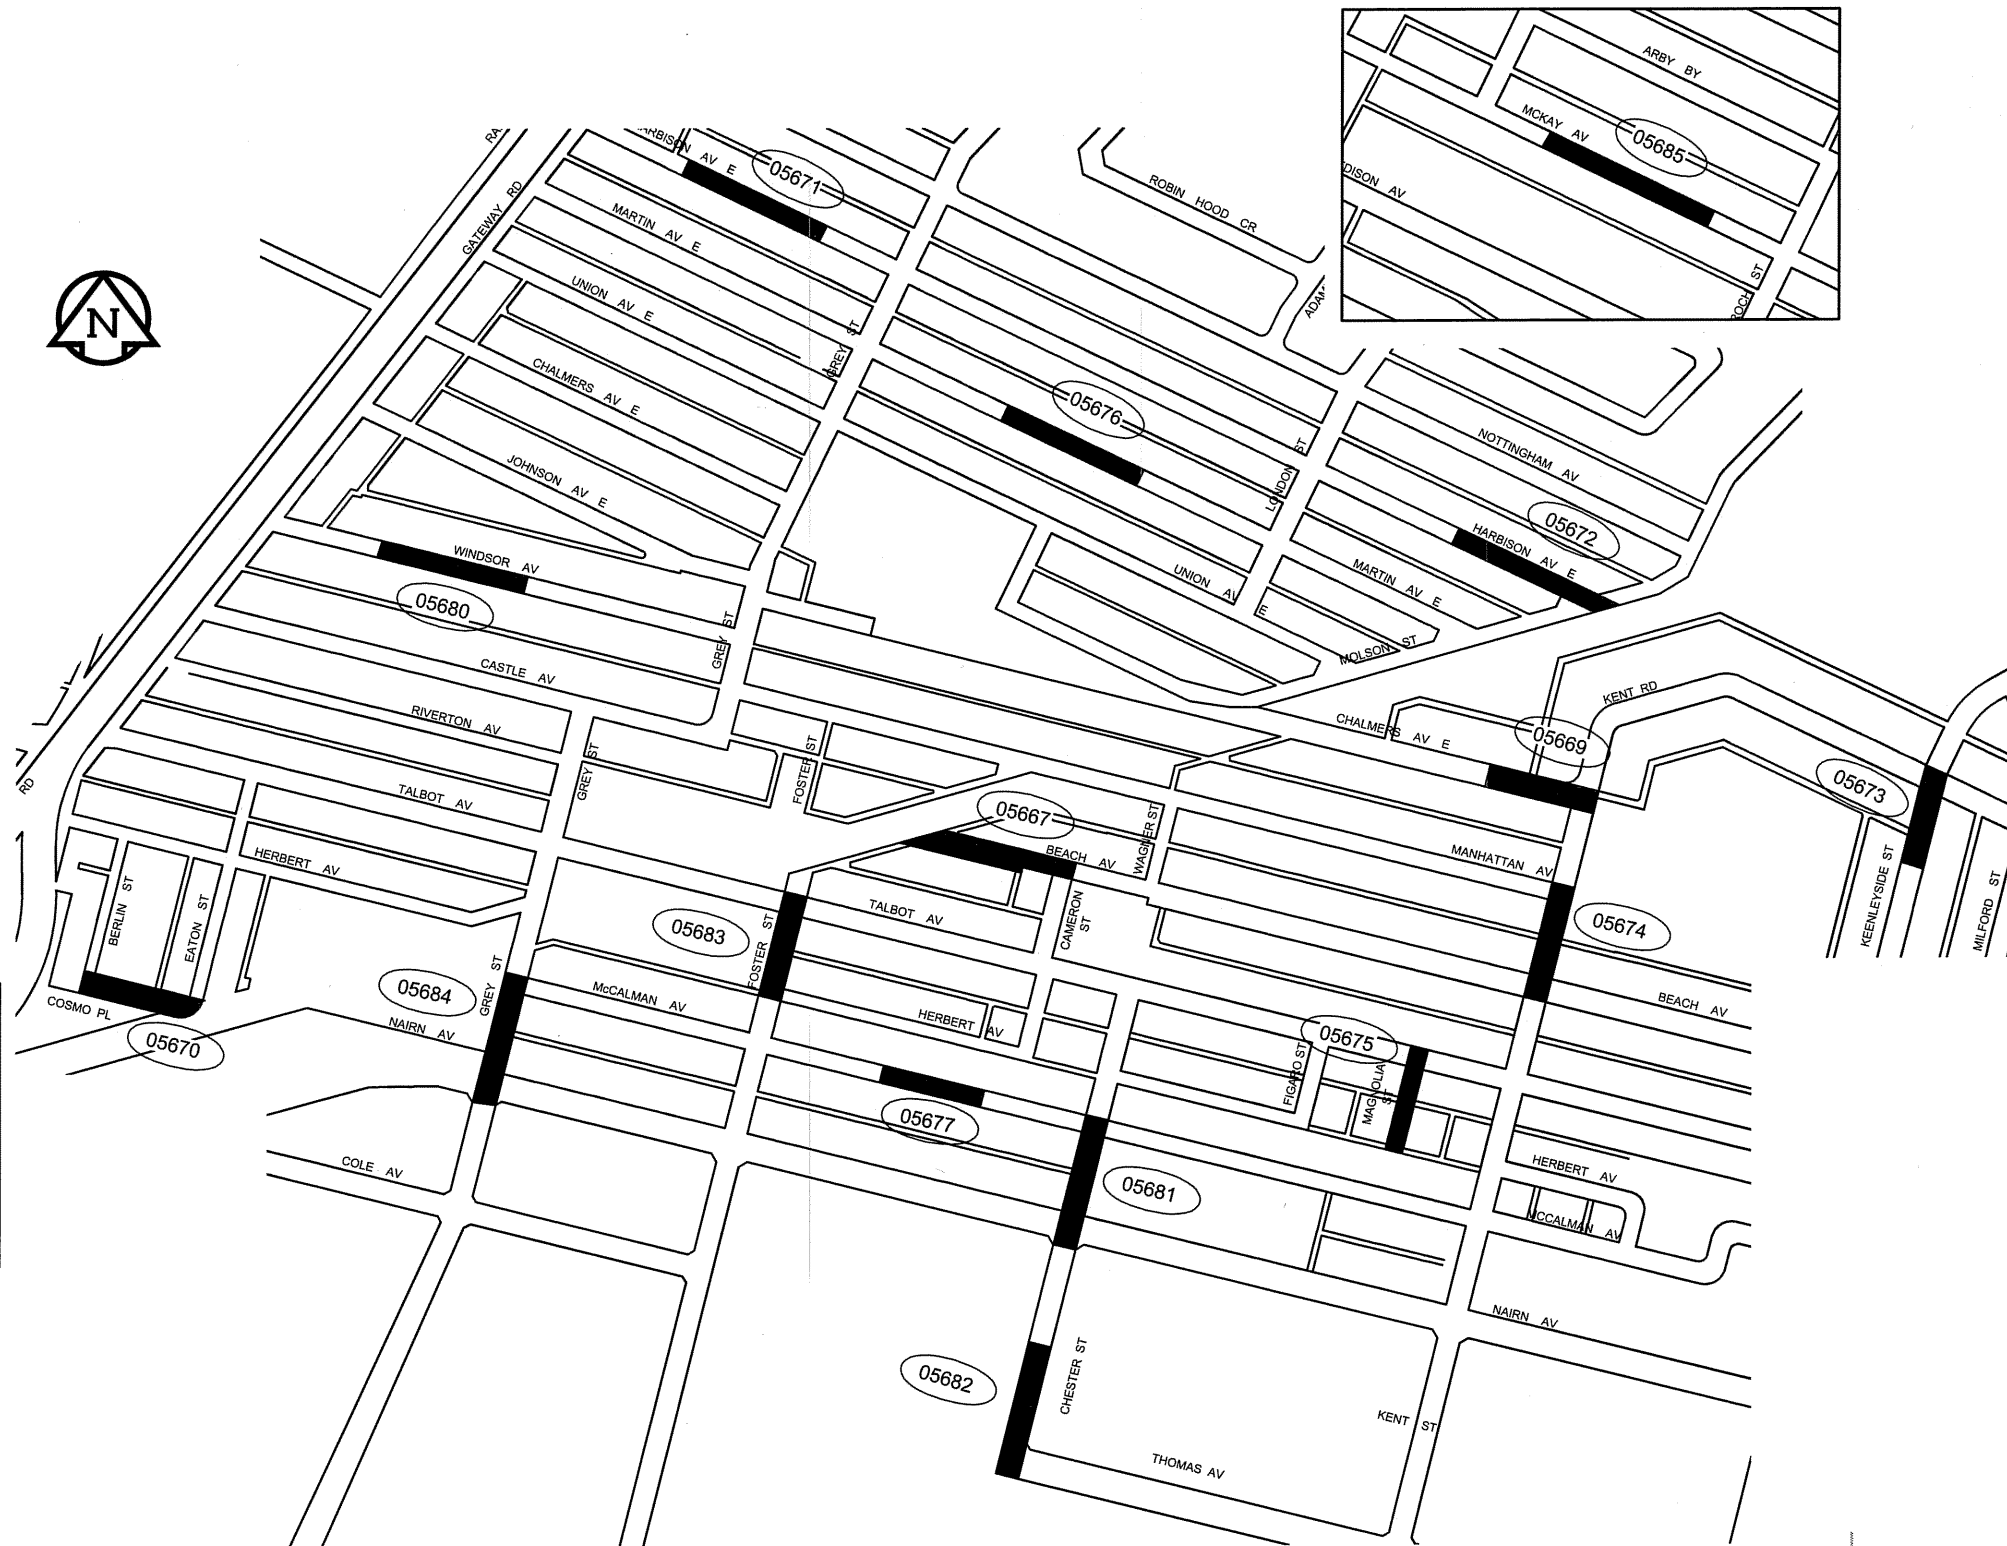 ARBY BY
MCKAY AV
05685
DISON AV
ROCH ST
N
RA
GATEWAY RD
ARBISON AV E
05671
ROBIN HOOD CR
MARTIN AV E
UNION AV E
GREY ST
ADAM
CHALMERS AV E
05676
LONDON ST
NOTTINGHAM AV
JOHNSON AV E
HARBISON AV E
05672
WINDSOR AV
05680
UNION AV E
MARTIN AV E
MOLSON ST
GREY ST
CASTLE AV
KENT RD
RIVERTON AV
CHALMERS AV E
05669
GREY ST
FOSTER ST
05673
RD
TALBOT AV
05667
WAGNER ST
BEACH AV
MANHATTAN AV
HERBERT AV
BERLIN ST
EATON ST
TALBOT AV
CAMERON ST
KEENLEYSIDE ST
MILFORD ST
05683
FOSTER ST
05674
GREY ST
05684
McCALMAN AV
BEACH AV
COSMO PL
NAIRN AV
HERBERT AV
05670
05675
FIGARO ST
MAGNOLIA ST
05677
COLE AV
HERBERT AV
05681
MCCALMAN AV
NAIRN AV
05682
CHESTER ST
KENT ST
THOMAS AV